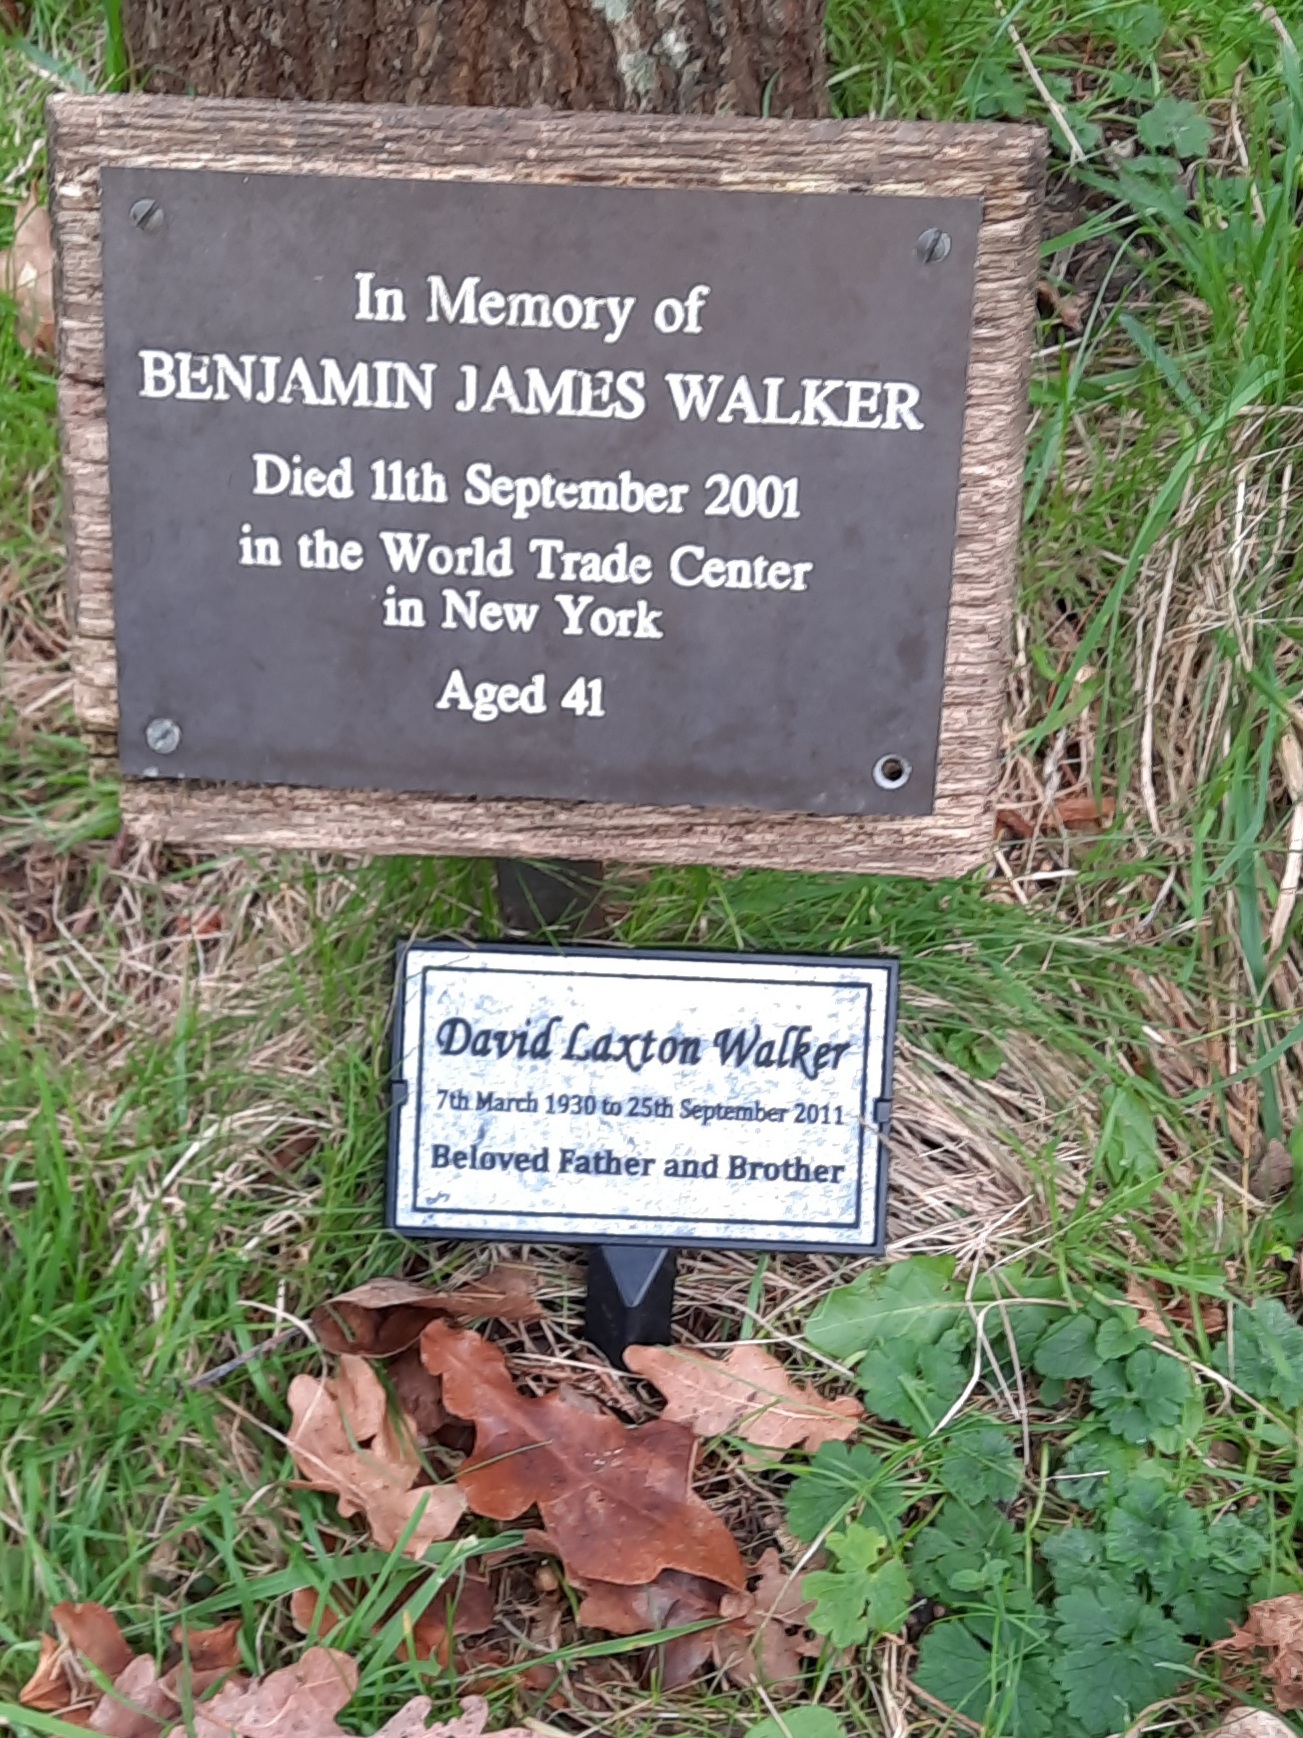 In Memory of
BENJAMIN JAMES WALKER
Died 11th September 2001
in the World Trade Center
in New York
Aged 41
David Laxton Walker
7th March 1930 to 25th September 2011
Beloved Father and Brother